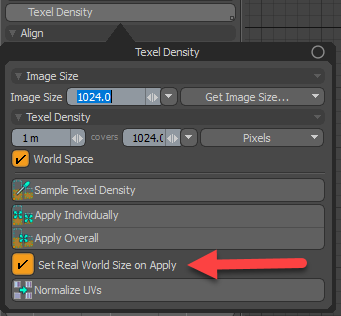 Texel Density
Align
Texel Density
Image Size
Image Size 1024.0 Get Image Size...
Texel Density
1 m covers 1024.0 Pixels
World Space
Sample Texel Density
Apply Individually
Apply Overall
Set Real World Size on Apply
Normalize UVs